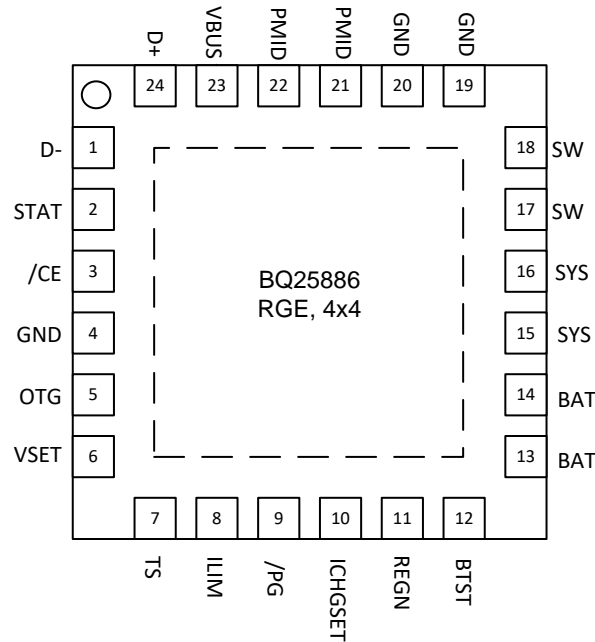 D+
VBUS
PMID
PMID
GND
GND
24
23
22
21
20
19
D- 1
STAT 2
/CE 3
GND 4
OTG 5
VSET 6
18 SW
17 SW
16 SYS
15 SYS
14 BAT
13 BAT
BQ25886
RGE, 4x4
7
8
9
10
11
12
TS
ILIM
/PG
ICHGSET
REGN
BTST